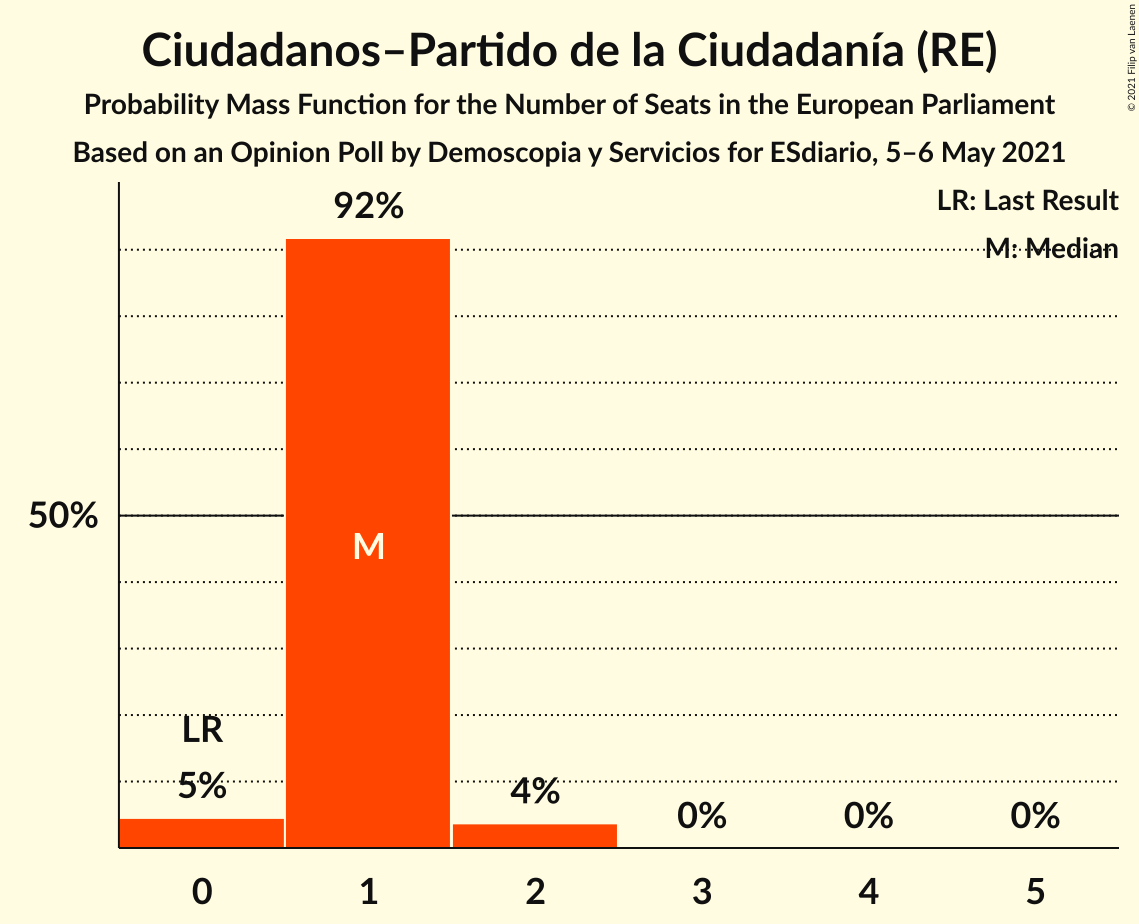 Ciudadanos–Partido de la Ciudadanía (RE)
Probability Mass Function for the Number of Seats in the European Parliament
Based on an Opinion Poll by Demoscopia y Servicios for ESdiario, 5–6 May 2021
© 2021 Filip van Laenen
LR: Last Result
M: Median
92%
50%
M
LR
5%
4%
0%
0%
0%
0
1
2
3
4
5